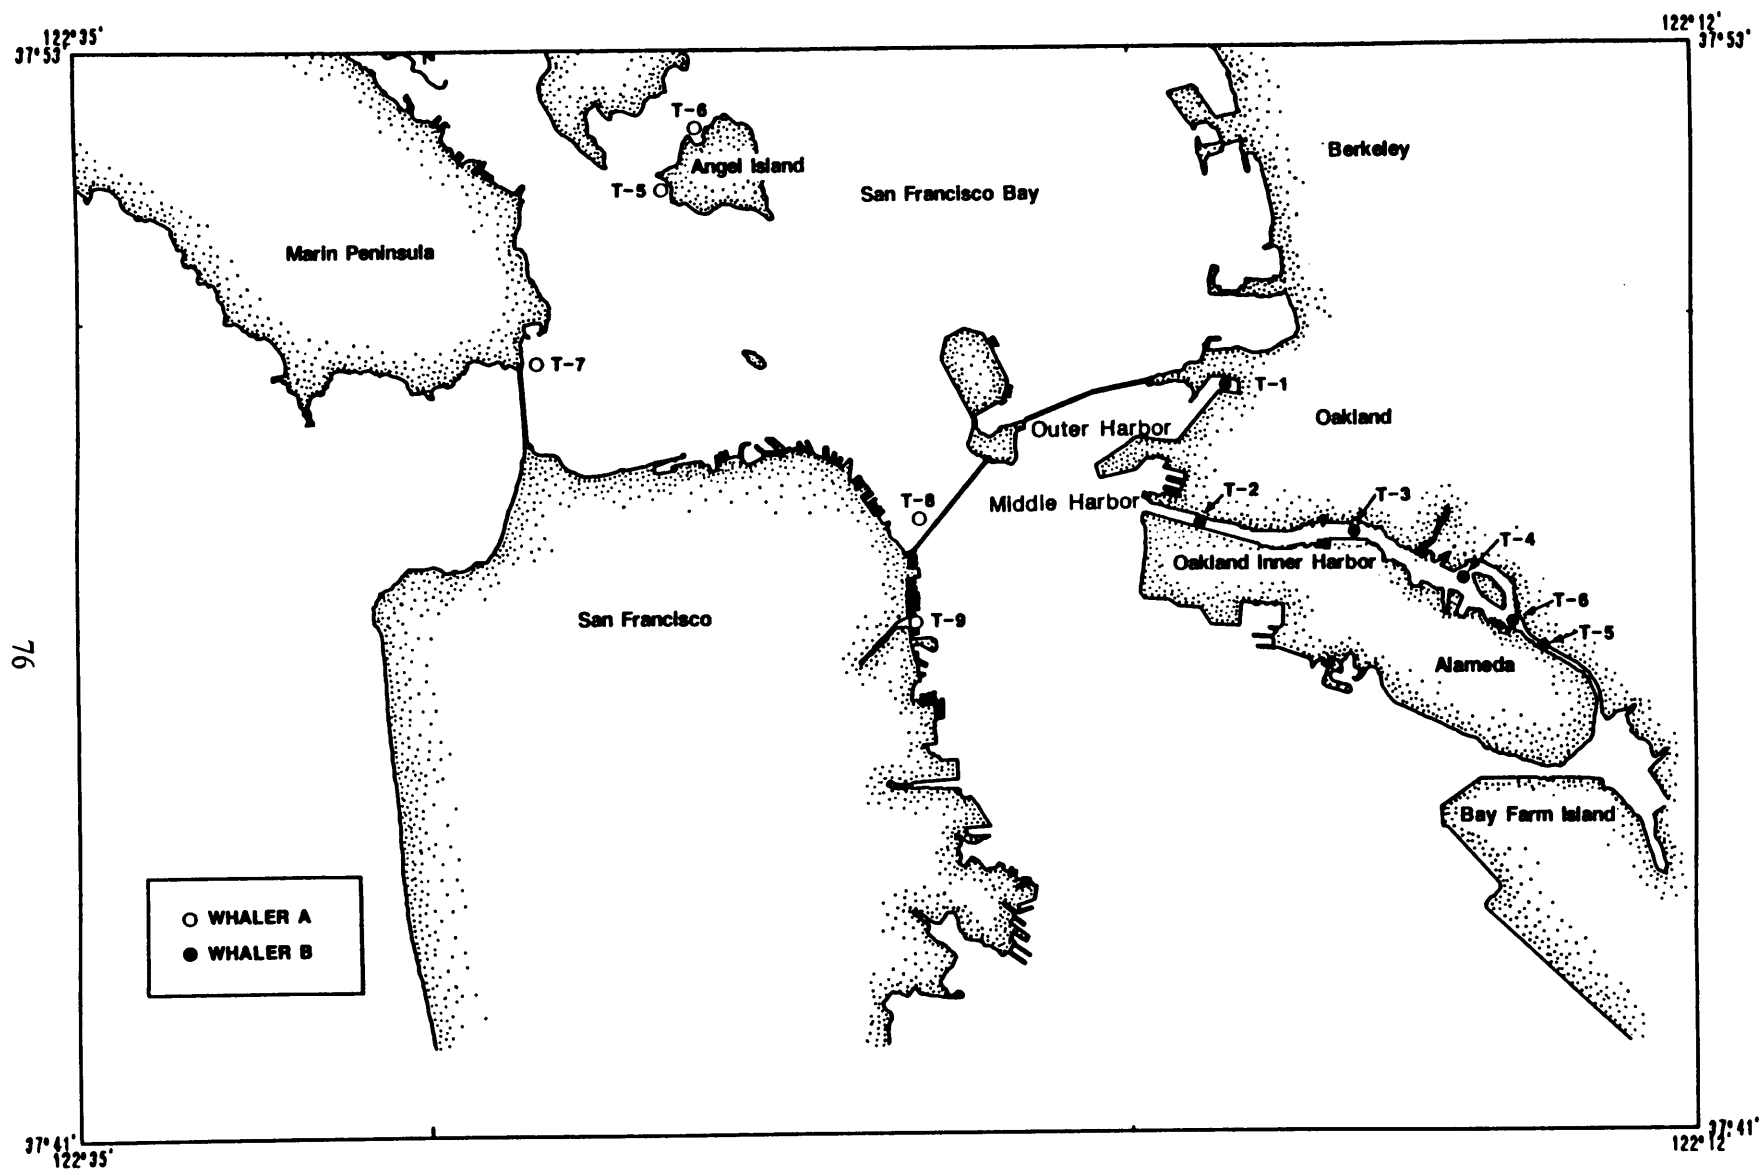 122°35'
122°12'
37°53'
37°53'
T-6
Angel Island
Berkeley
T-5
San Francisco Bay
Marin Peninsula
T-7
T-1
Oakland
Outer Harbor
T-8
Middle Harbor
T-2
T-3
T-4
Oakland Inner Harbor
T-6
San Francisco
T-9
T-5
76
Alameda
Bay Farm Island
WHALER A
WHALER B
37°41'
122°35'
37°41'
122°12'